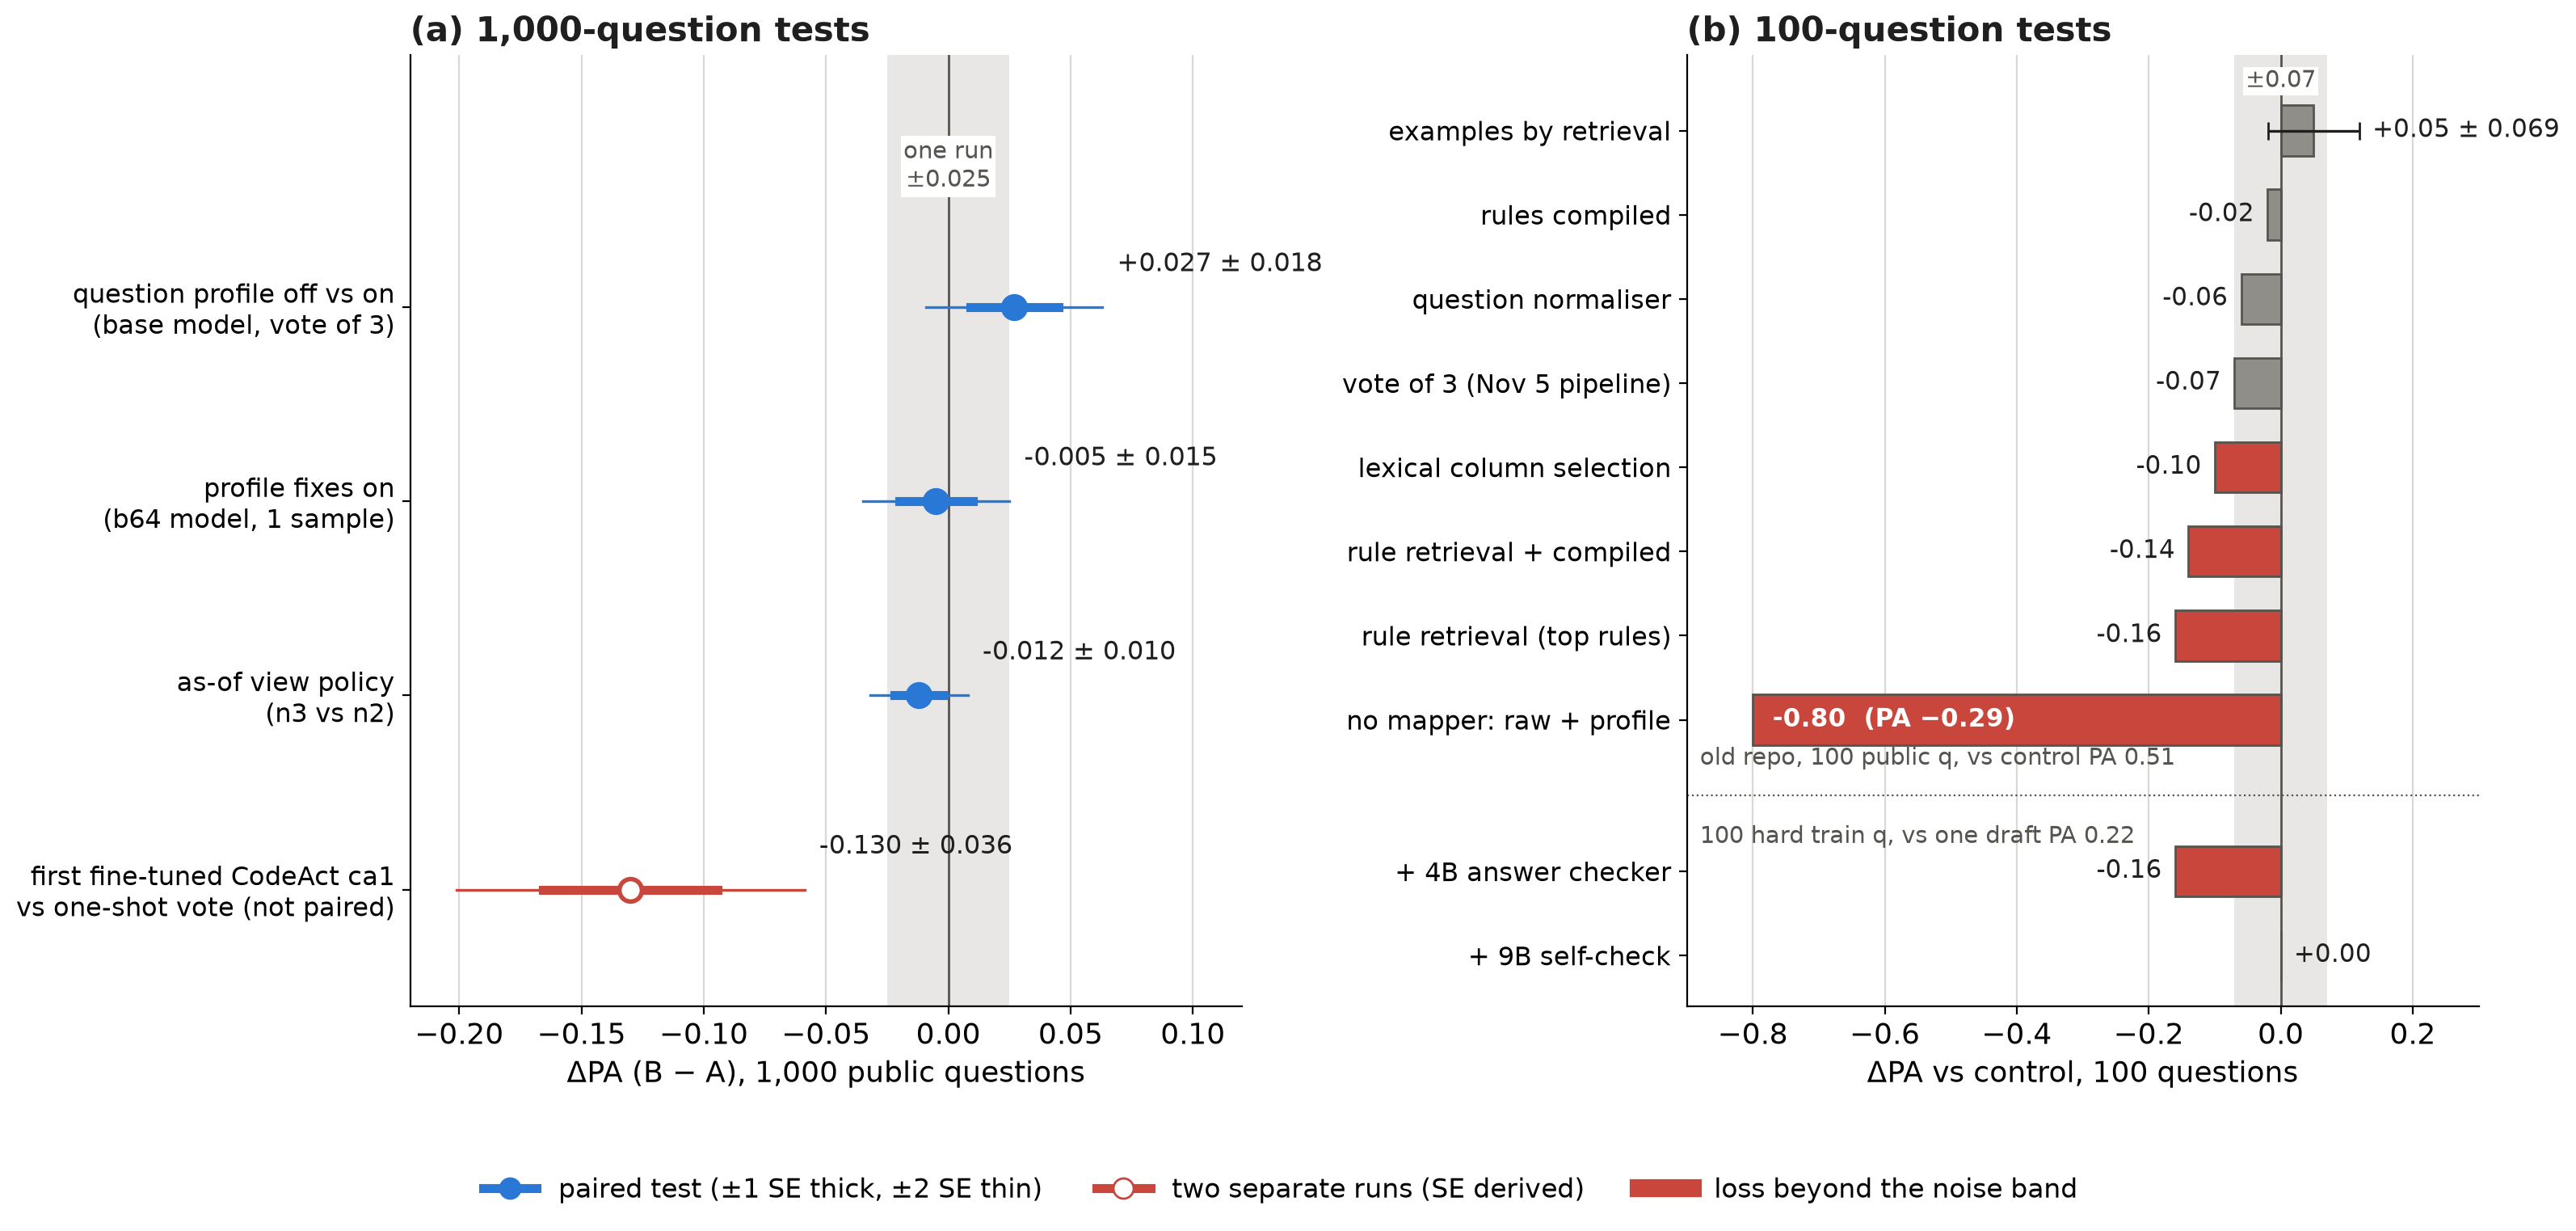 (a) 1,000-question tests
one run
±0.025
question profile off vs on
(base model, vote of 3)
+0.027 ± 0.018
profile fixes on
(b64 model, 1 sample)
-0.005 ± 0.015
as-of view policy
(n3 vs n2)
-0.012 ± 0.010
first fine-tuned CodeAct ca1
vs one-shot vote (not paired)
-0.130 ± 0.036
−0.20 −0.15 −0.10 −0.05 0.00 0.05 0.10
ΔPA (B − A), 1,000 public questions
(b) 100-question tests
±0.07
examples by retrieval
+0.05 ± 0.069
rules compiled
-0.02
question normaliser
-0.06
vote of 3 (Nov 5 pipeline)
-0.07
lexical column selection
-0.10
rule retrieval + compiled
-0.14
rule retrieval (top rules)
-0.16
no mapper: raw + profile
-0.80 (PA −0.29)
old repo, 100 public q, vs control PA 0.51
100 hard train q, vs one draft PA 0.22
+ 4B answer checker
-0.16
+ 9B self-check
+0.00
−0.8 −0.6 −0.4 −0.2 0.0 0.2
ΔPA vs control, 100 questions
paired test (±1 SE thick, ±2 SE thin)
two separate runs (SE derived)
loss beyond the noise band